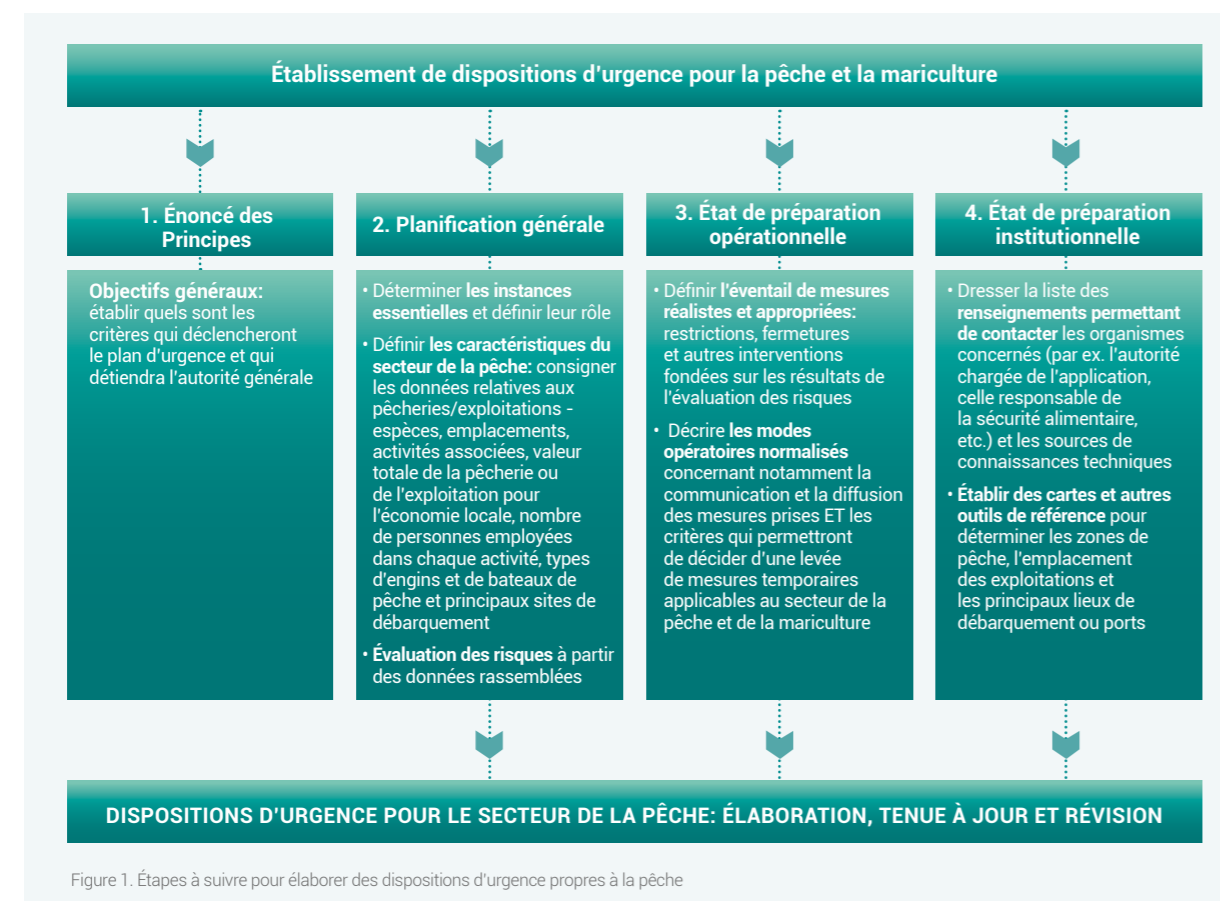 Établissement de dispositions d'urgence pour la pêche et la mariculture
1. Énoncé des
Principes
Objectifs généraux:
établir quels sont les
critères qui déclencheront
le plan d'urgence et qui
détiendra l'autorité générale
2. Planification générale
• Déterminer les instances
essentielles et définir leur rôle
• Définir les caractéristiques du
secteur de la pêche: consigner
les données relatives aux
pêcheries/exploitations -
espèces, emplacements,
activités associées, valeur
totale de la pêcherie ou
de l'exploitation pour
l'économie locale, nombre
de personnes employées
dans chaque activité, types
d'engins et de bateaux de
pêche et principaux sites de
débarquement
• Évaluation des risques à partir
des données rassemblées
3. État de préparation
opérationnelle
• Définir l'éventail de mesures
réalistes et appropriées:
restrictions, fermetures
et autres interventions
fondées sur les résultats de
l'évaluation des risques
• Décrire les modes
opératoires normalisés
concernant notamment la
communication et la diffusion
des mesures prises ET les
critères qui permettront
de décider d'une levée
de mesures temporaires
applicables au secteur de la
pêche et de la mariculture
4. État de préparation
institutionnelle
• Dresser la liste des
renseignements permettant
de contacter les organismes
concernés (par ex. l'autorité
chargée de l'application,
celle responsable de
la sécurité alimentaire,
etc.) et les sources de
connaissances techniques
• Établir des cartes et autres
outils de référence pour
déterminer les zones de
pêche, l'emplacement
des exploitations et
les principaux lieux de
débarquement ou ports
DISPOSITIONS D'URGENCE POUR LE SECTEUR DE LA PÊCHE: ÉLABORATION, TENUE À JOUR ET RÉVISION
Figure 1. Étapes à suivre pour élaborer des dispositions d'urgence propres à la pêche